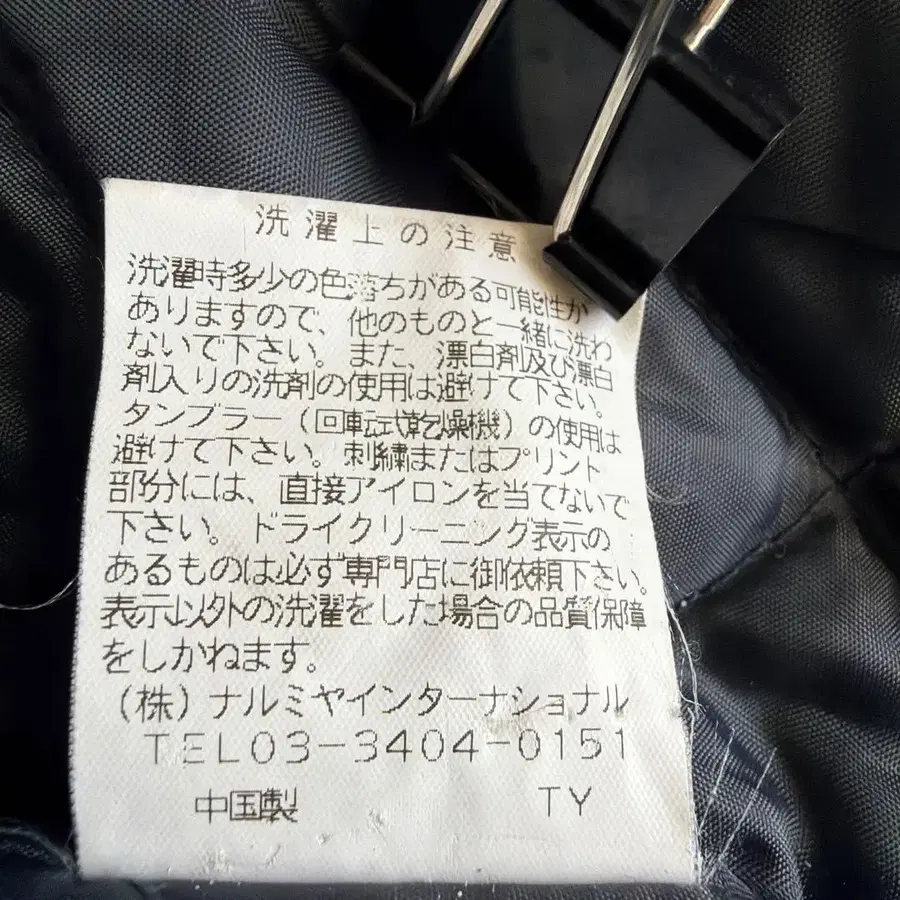 洗濯上の注意
洗濯時多少の色落ちがある可能性が
ありますので、他のものと一緒に洗わ
ないで下さい。また、漂白剤及び漂白
剤入りの洗剤の使用は避けて下さい。
タンブラー（回転式乾燥機）の使用は
避けて下さい。刺繍またはプリント
部分には、直接アイロンを当てないで
下さい。ドライクリーニング表示の
あるものは必ず専門店に御依頼下さい。
表示以外の洗濯をした場合の品質保障
をしかねます。
（株）ナルミヤインターナショナル
TEL03-3404-0151
中国製 TY